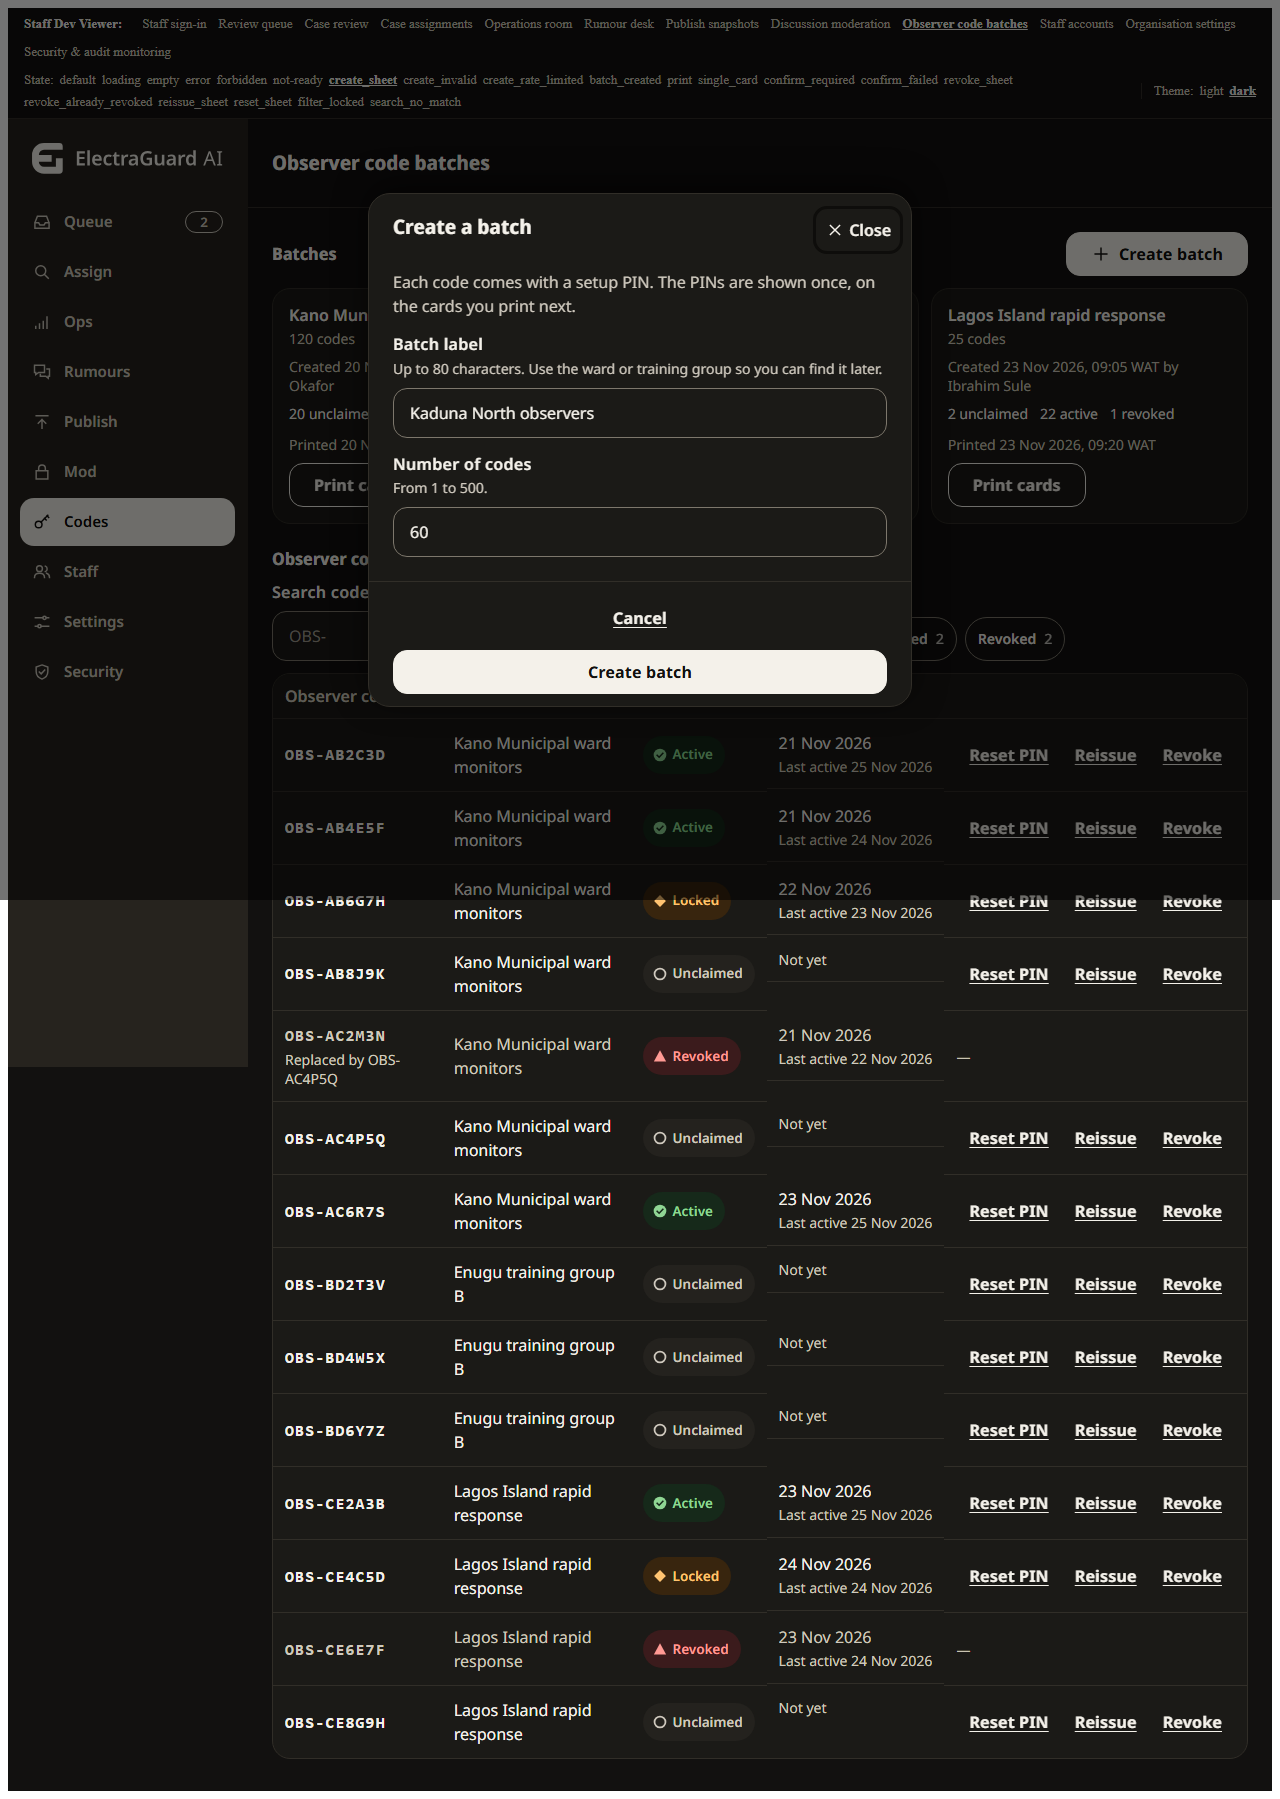 Staff Dev Viewer: Staff sign-in Review queue Case review Case assignments Operations room Rumour desk Publish snapshots Discussion moderation Observer code batches Staff accounts Organisation settings
Security & audit monitoring
State: default loading empty error forbidden not-ready create_sheet create_invalid create_rate_limited batch_created print single_card confirm_required confirm_failed revoke_sheet
revoke_already_revoked reissue_sheet reset_sheet filter_locked search_no_match
Theme: light dark
ElectraGuard AI
Queue 2
Assign
Ops
Rumours
Publish
Mod
Codes
Staff
Settings
Security
Observer code batches
Batches
Create batch
Kano Mun
120 codes
Created 20 N
Okafor
20 unclaime
Printed 20 N
Print ca
Lagos Island rapid response
25 codes
Created 23 Nov 2026, 09:05 WAT by
Ibrahim Sule
2 unclaimed 22 active 1 revoked
Printed 23 Nov 2026, 09:20 WAT
Print cards
Create a batch
Close
Each code comes with a setup PIN. The PINs are shown once, on
the cards you print next.
Batch label
Up to 80 characters. Use the ward or training group so you can find it later.
Kaduna North observers
Number of codes
From 1 to 500.
60
Cancel
Create batch
Observer co
Search code
OBS-
ed 2
Revoked 2
Observer co
OBS-AB2C3D Kano Municipal ward
monitors
Active
21 Nov 2026
Last active 25 Nov 2026
Reset PIN Reissue Revoke
OBS-AB4E5F Kano Municipal ward
monitors
Active
21 Nov 2026
Last active 24 Nov 2026
Reset PIN Reissue Revoke
OBS-AB6G7H Kano Municipal ward
monitors
Locked
22 Nov 2026
Last active 23 Nov 2026
Reset PIN Reissue Revoke
OBS-AB8J9K Kano Municipal ward
monitors
Unclaimed
Not yet
Reset PIN Reissue Revoke
OBS-AC2M3N
Replaced by OBS-
AC4P5Q
Kano Municipal ward
monitors
Revoked
21 Nov 2026
Last active 22 Nov 2026
—
OBS-AC4P5Q Kano Municipal ward
monitors
Unclaimed
Not yet
Reset PIN Reissue Revoke
OBS-AC6R7S Kano Municipal ward
monitors
Active
23 Nov 2026
Last active 25 Nov 2026
Reset PIN Reissue Revoke
OBS-BD2T3V Enugu training group
B
Unclaimed
Not yet
Reset PIN Reissue Revoke
OBS-BD4W5X Enugu training group
B
Unclaimed
Not yet
Reset PIN Reissue Revoke
OBS-BD6Y7Z Enugu training group
B
Unclaimed
Not yet
Reset PIN Reissue Revoke
OBS-CE2A3B Lagos Island rapid
response
Active
23 Nov 2026
Last active 25 Nov 2026
Reset PIN Reissue Revoke
OBS-CE4C5D Lagos Island rapid
response
Locked
24 Nov 2026
Last active 24 Nov 2026
Reset PIN Reissue Revoke
OBS-CE6E7F Lagos Island rapid
response
Revoked
23 Nov 2026
Last active 24 Nov 2026
—
OBS-CE8G9H Lagos Island rapid
response
Unclaimed
Not yet
Reset PIN Reissue Revoke